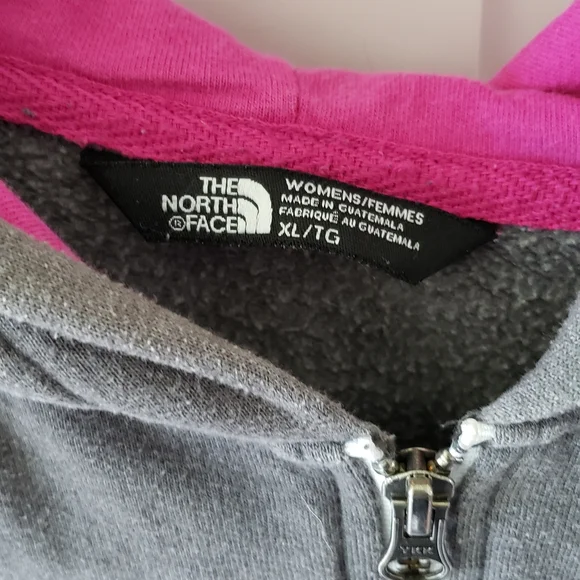 THE
NORTH
®FACE
WOMENS/FEMMES
MADE IN GUATEMALA
FABRIQUÉ AU GUATEMALA
XL/TG
YKK